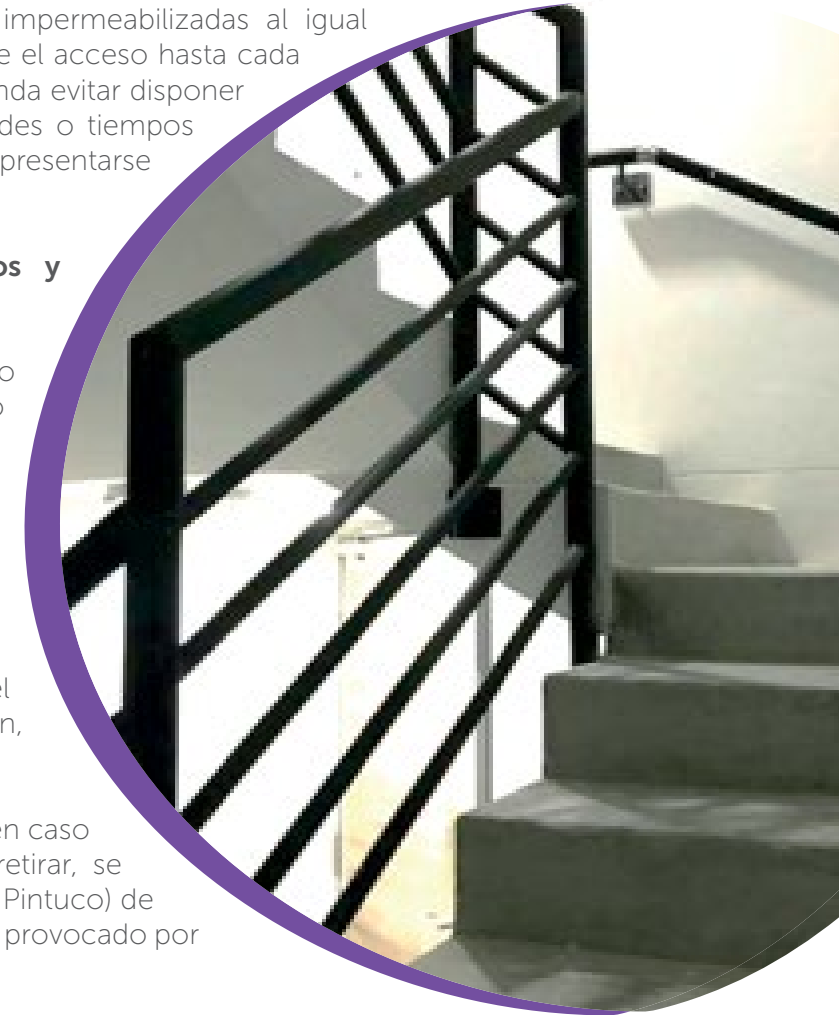 impermeabilizadas al igual
e el acceso hasta cada
nda evitar disponer
des o tiempos
presentarse
os y
o
o
el
n,
en caso
retirar, se
Pintuco) de
provocado por